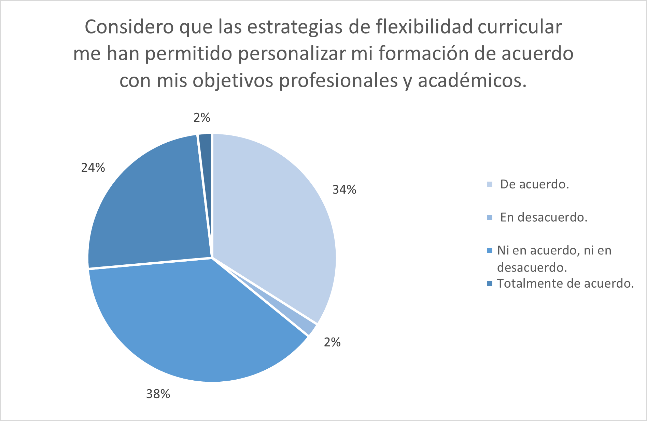 Considero que las estrategias de flexibilidad curricular
me han permitido personalizar mi formación de acuerdo
con mis objetivos profesionales y académicos.
2%
24%
34%
De acuerdo.
En desacuerdo.
Ni en acuerdo, ni en
desacuerdo.
Totalmente de acuerdo.
2%
38%